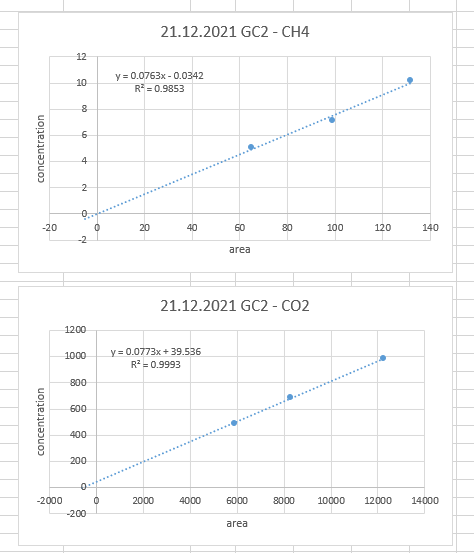 21.12.2021 GC2 - CH4
12
y = 0.0763x - 0.0342
10
R² = 0.9853
8
concentration
6
4
2
0
-20 0 20 40 60 80 100 120 140
-2
area
21.12.2021 GC2 - CO2
1200
y = 0.0773x + 39.536
1000
R² = 0.9993
800
concentration
600
400
200
0
-2000 0 2000 4000 6000 8000 10000 12000 14000
-200
area